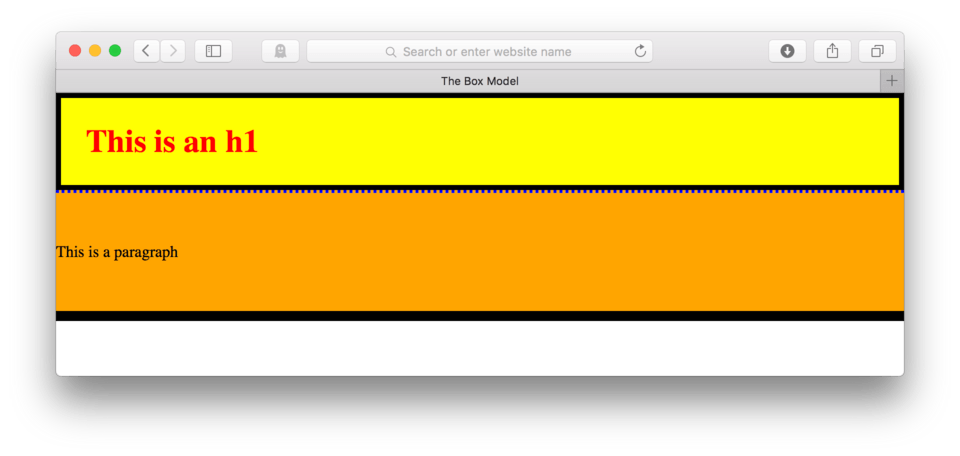 Search or enter website name
The Box Model
This is an h1
This is a paragraph